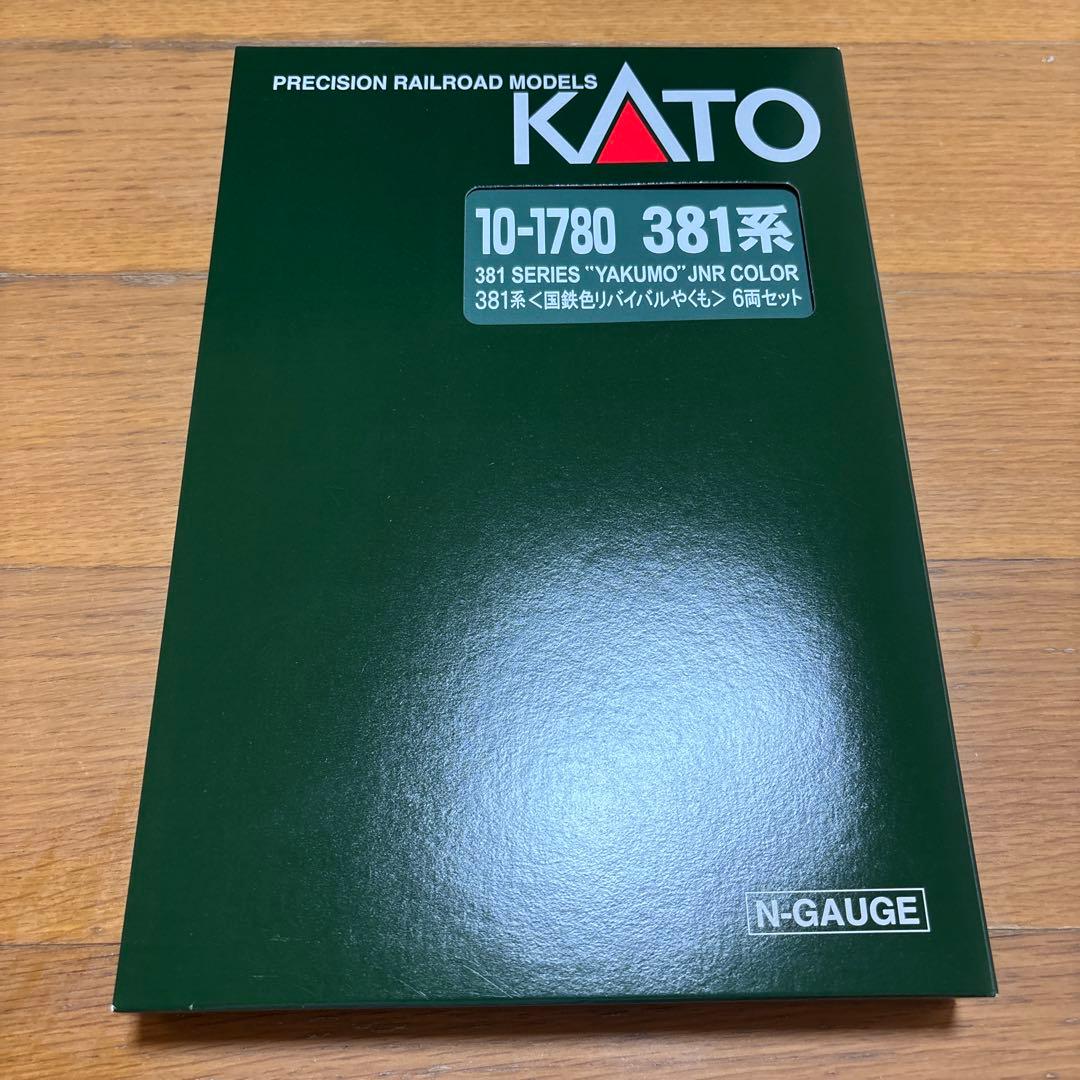 PRECISION RAILROAD MODELS
KATO
10-1780 381系
381 SERIES "YAKUMO" JNR COLOR
381系<国鉄色リバイバルやくも> 6両セット
N-GAUGE